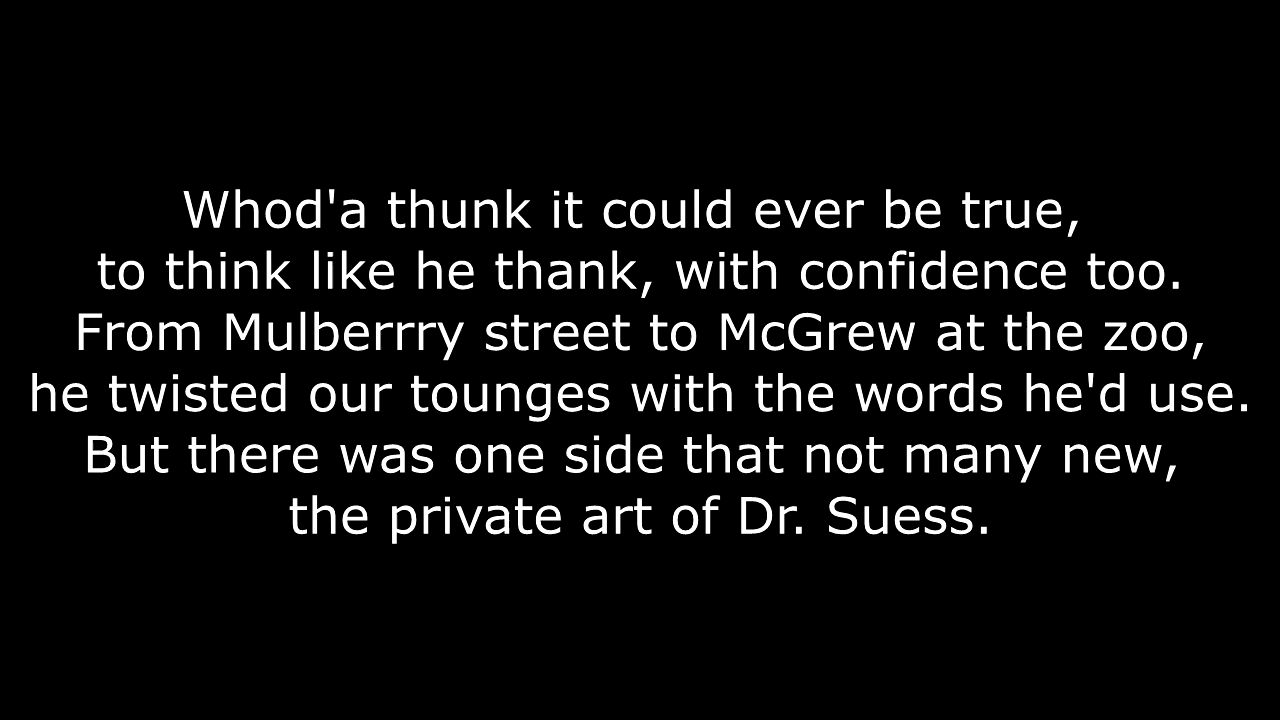 Whod'a thunk it could ever be true,
to think like he thank, with confidence too.
From Mulberrry street to McGrew at the zoo,
he twisted our tounges with the words he'd use.
But there was one side that not many new,
the private art of Dr. Suess.